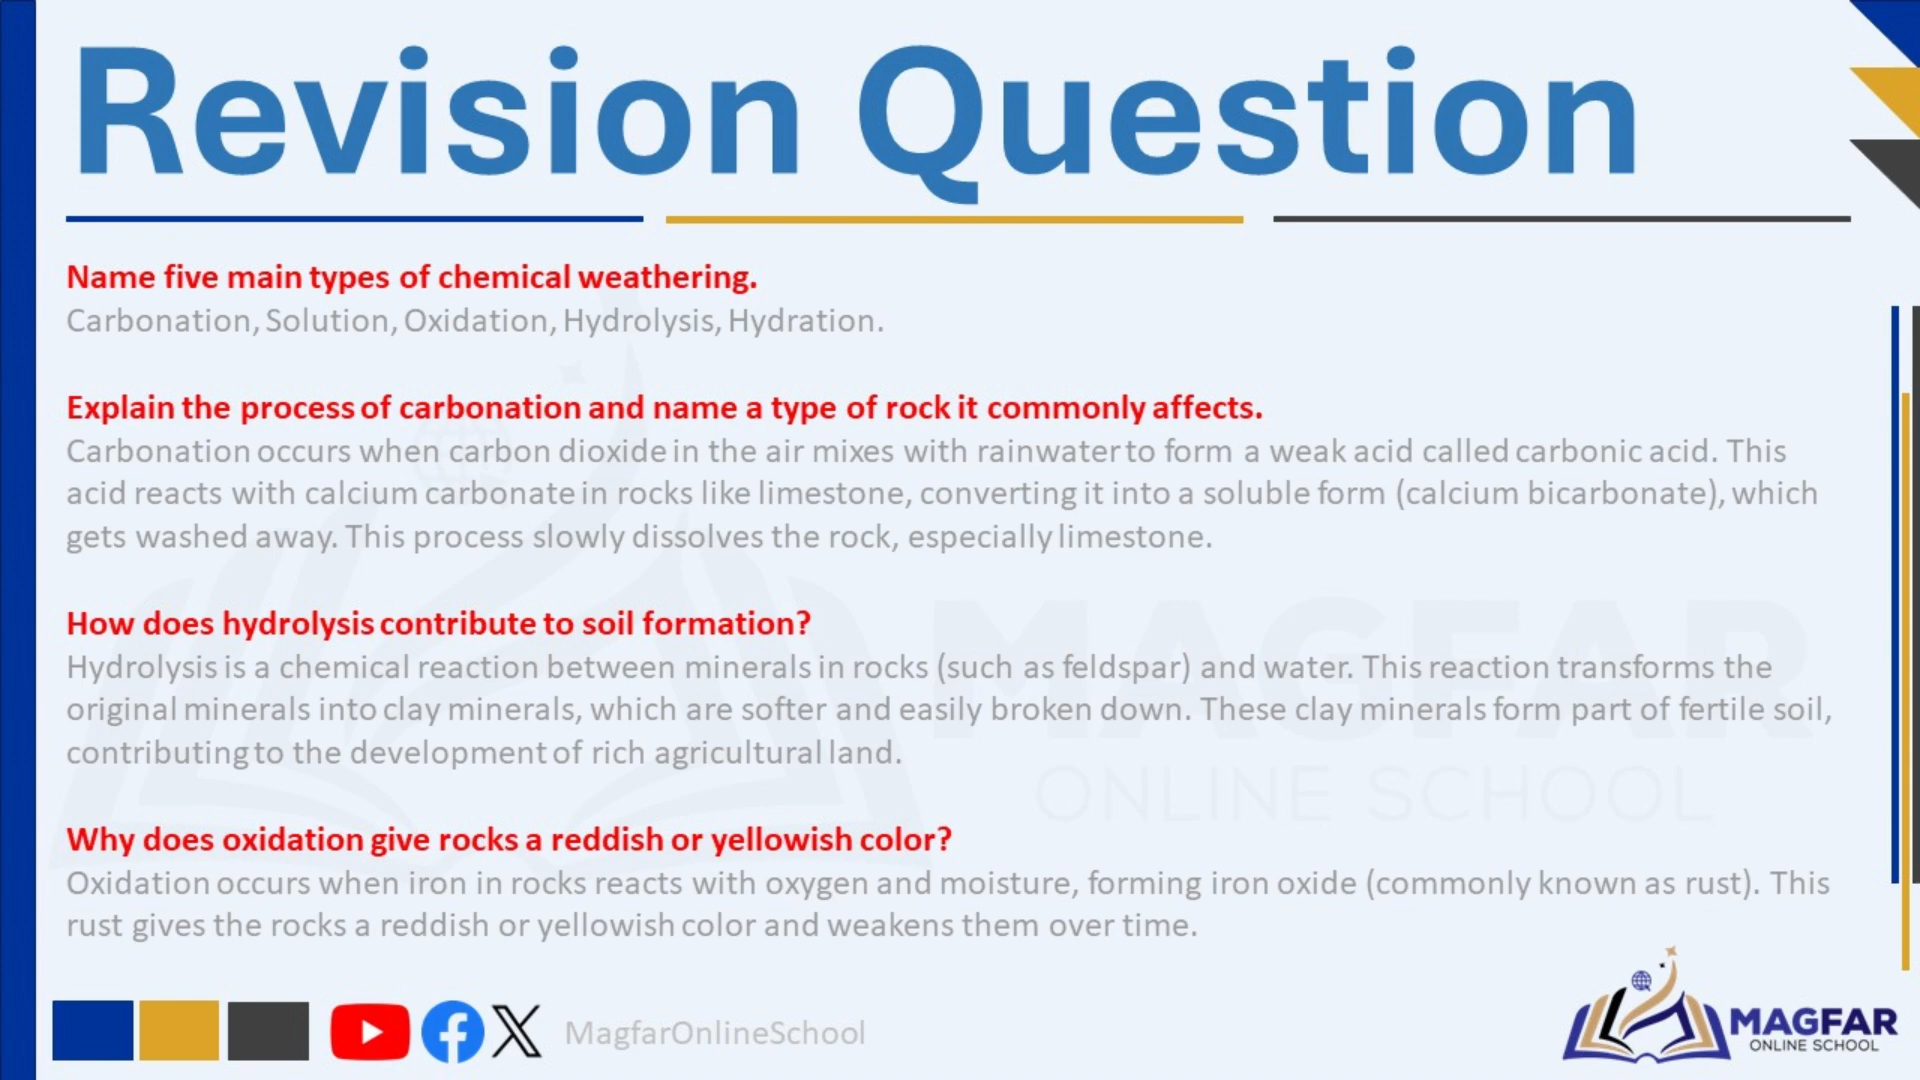 Revision Question
Name five main types of chemical weathering.
Carbonation, Solution, Oxidation, Hydrolysis, Hydration.
Explain the process of carbonation and name a type of rock it commonly affects.
Carbonation occurs when carbon dioxide in the air mixes with rainwater to form a weak acid called carbonic acid. This
acid reacts with calcium carbonate in rocks like limestone, converting it into a soluble form (calcium bicarbonate), which
gets washed away. This process slowly dissolves the rock, especially limestone.
How does hydrolysis contribute to soil formation?
Hydrolysis is a chemical reaction between minerals in rocks (such as feldspar) and water. This reaction transforms the
original minerals into clay minerals, which are softer and easily broken down. These clay minerals form part of fertile soil,
contributing to the development of rich agricultural land.
Why does oxidation give rocks a reddish or yellowish color?
Oxidation occurs when iron in rocks reacts with oxygen and moisture, forming iron oxide (commonly known as rust). This
rust gives the rocks a reddish or yellowish color and weakens them over time.
MAGFAR
ONLINE SCHOOL
MagfarOnlineSchool
MAGFAR
ONLINE SCHOOL